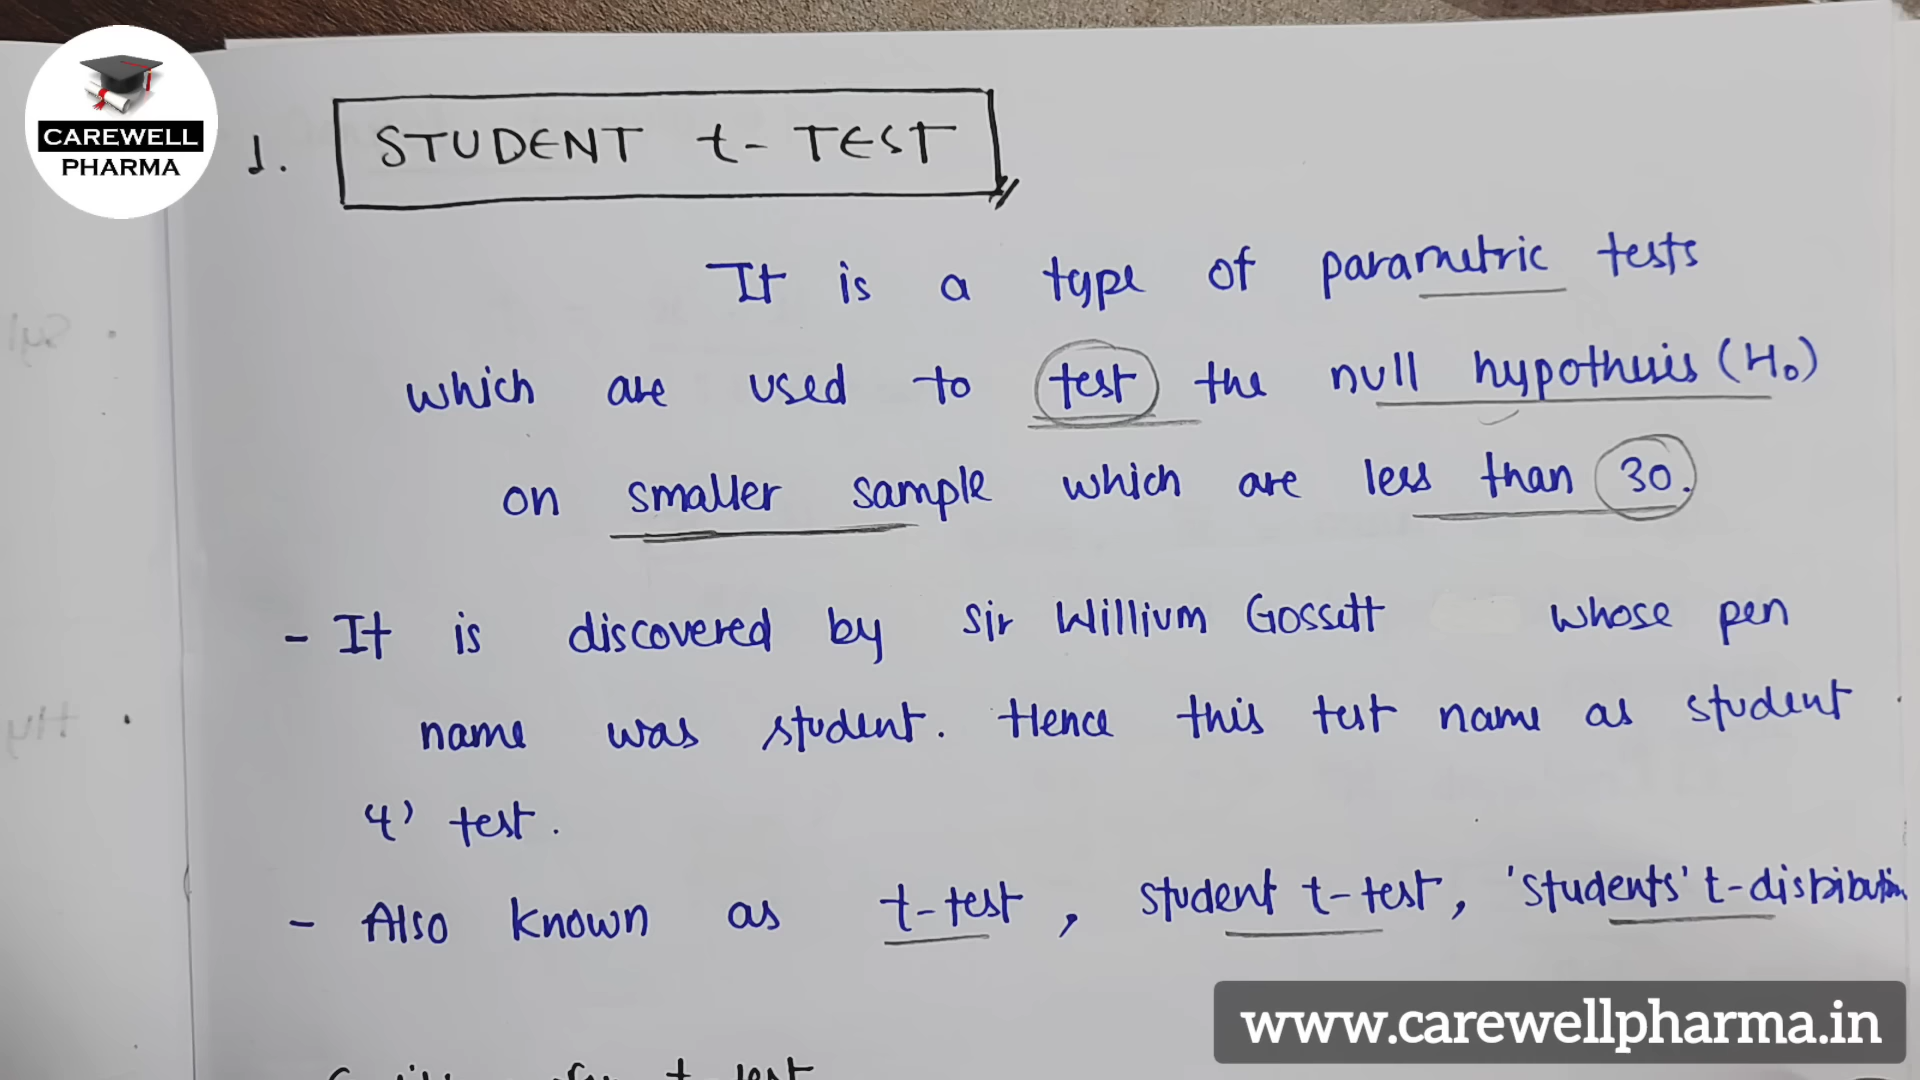 CAREWELL
PHARMA
1. STUDENT t- TEST
It is a type of parametric tests
which are used to test the null hypothesis (H₀)
on smaller sample which are less than 30.
- It is discovered by Sir Willium Gossett whose pen
name was student. Hence this test name as student
't' test.
- Also known as t-test, student t-test, 'students' t-distribution
www.carewellpharma.in